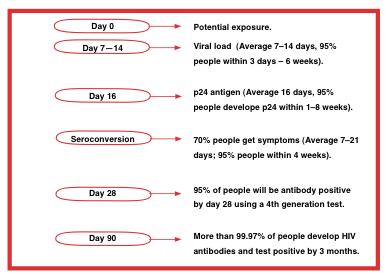 Day 0
Potential exposure.
Day 7—14
Viral load (Average 7–14 days, 95%
people within 3 days – 6 weeks).
Day 16
p24 antigen (Average 16 days, 95%
people develope p24 within 1–8 weeks).
Seroconversion
70% people get symptoms (Average 7–21
days; 95% people within 4 weeks).
Day 28
95% of people will be antibody positive
by day 28 using a 4th generation test.
Day 90
More than 99.97% of people develop HIV
antibodies and test positive by 3 months.